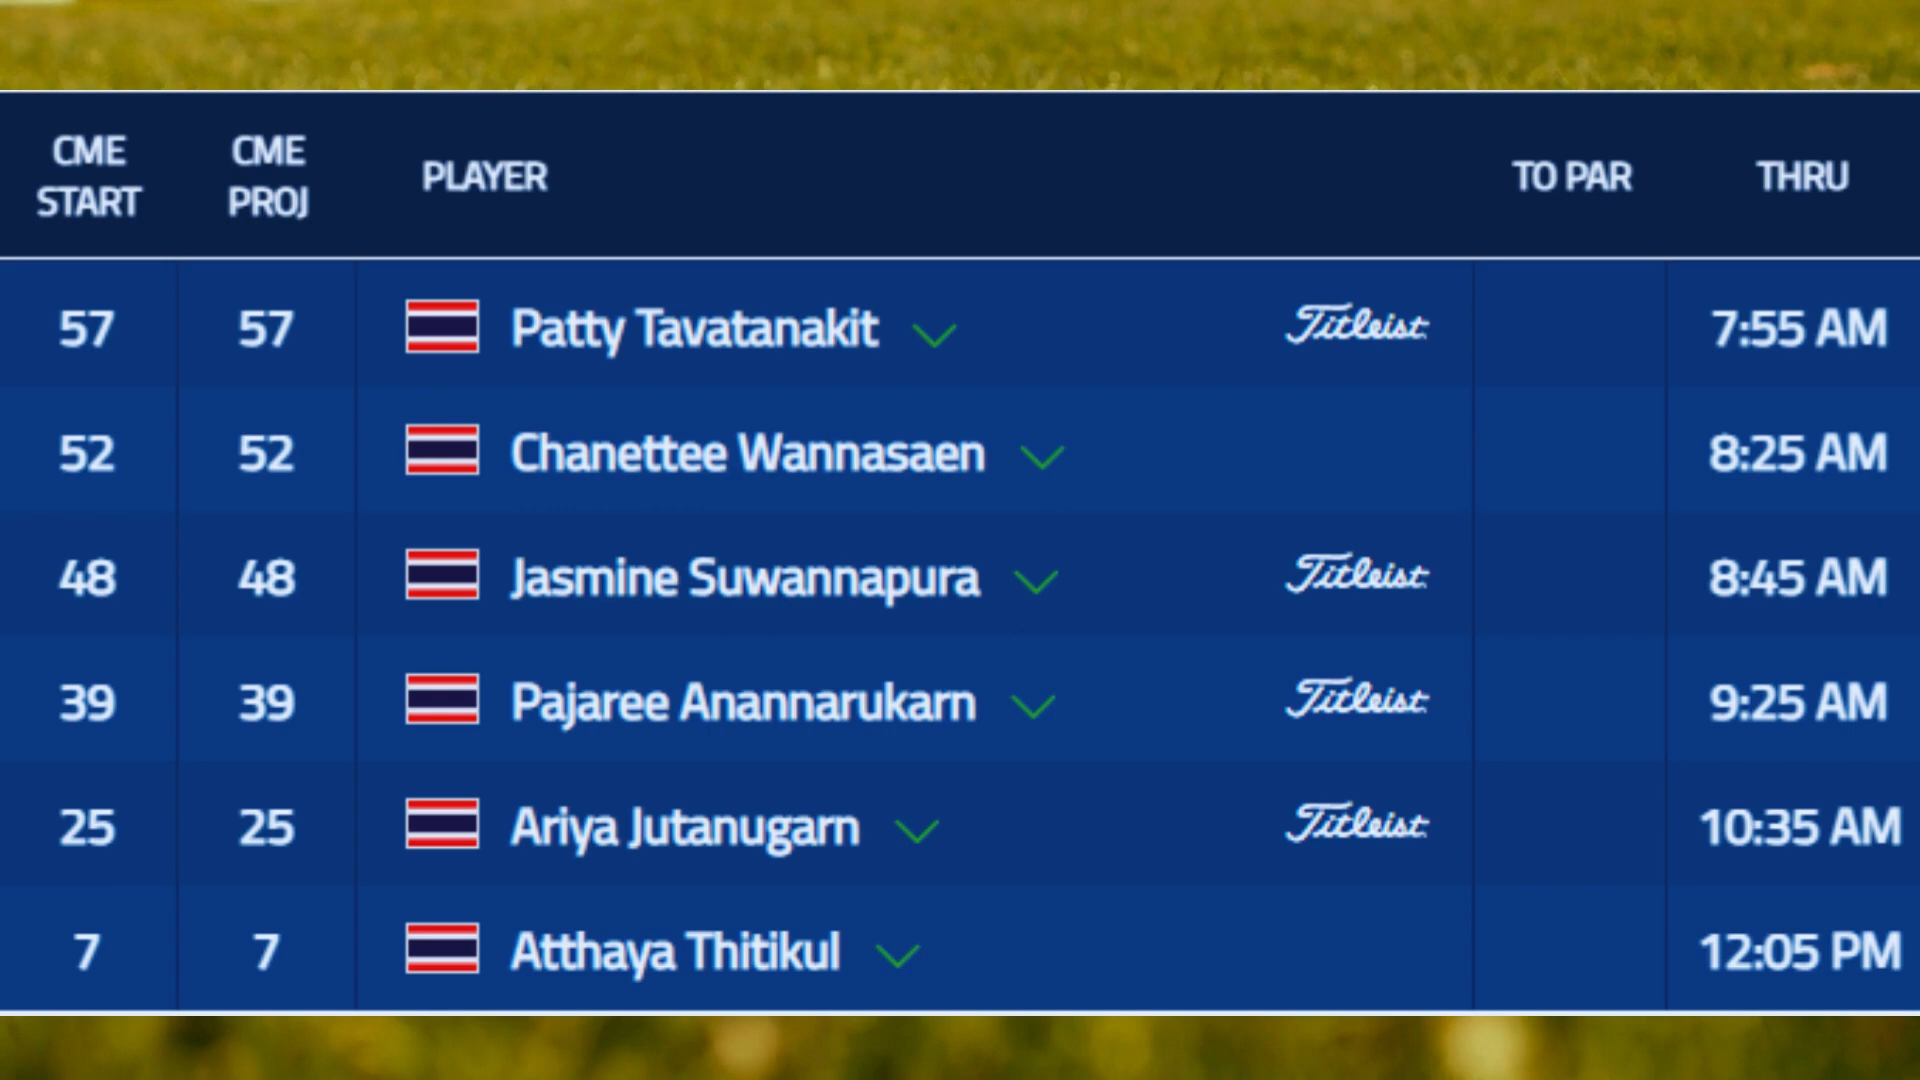 CME START CME PROJ PLAYER TO PAR THRU
57 57 Patty Tavatanakit Titleist 7:55 AM
52 52 Chanettee Wannasaen 8:25 AM
48 48 Jasmine Suwannapura Titleist 8:45 AM
39 39 Pajaree Anannarukarn Titleist 9:25 AM
25 25 Ariya Jutanugarn Titleist 10:35 AM
7 7 Atthaya Thitikul 12:05 PM